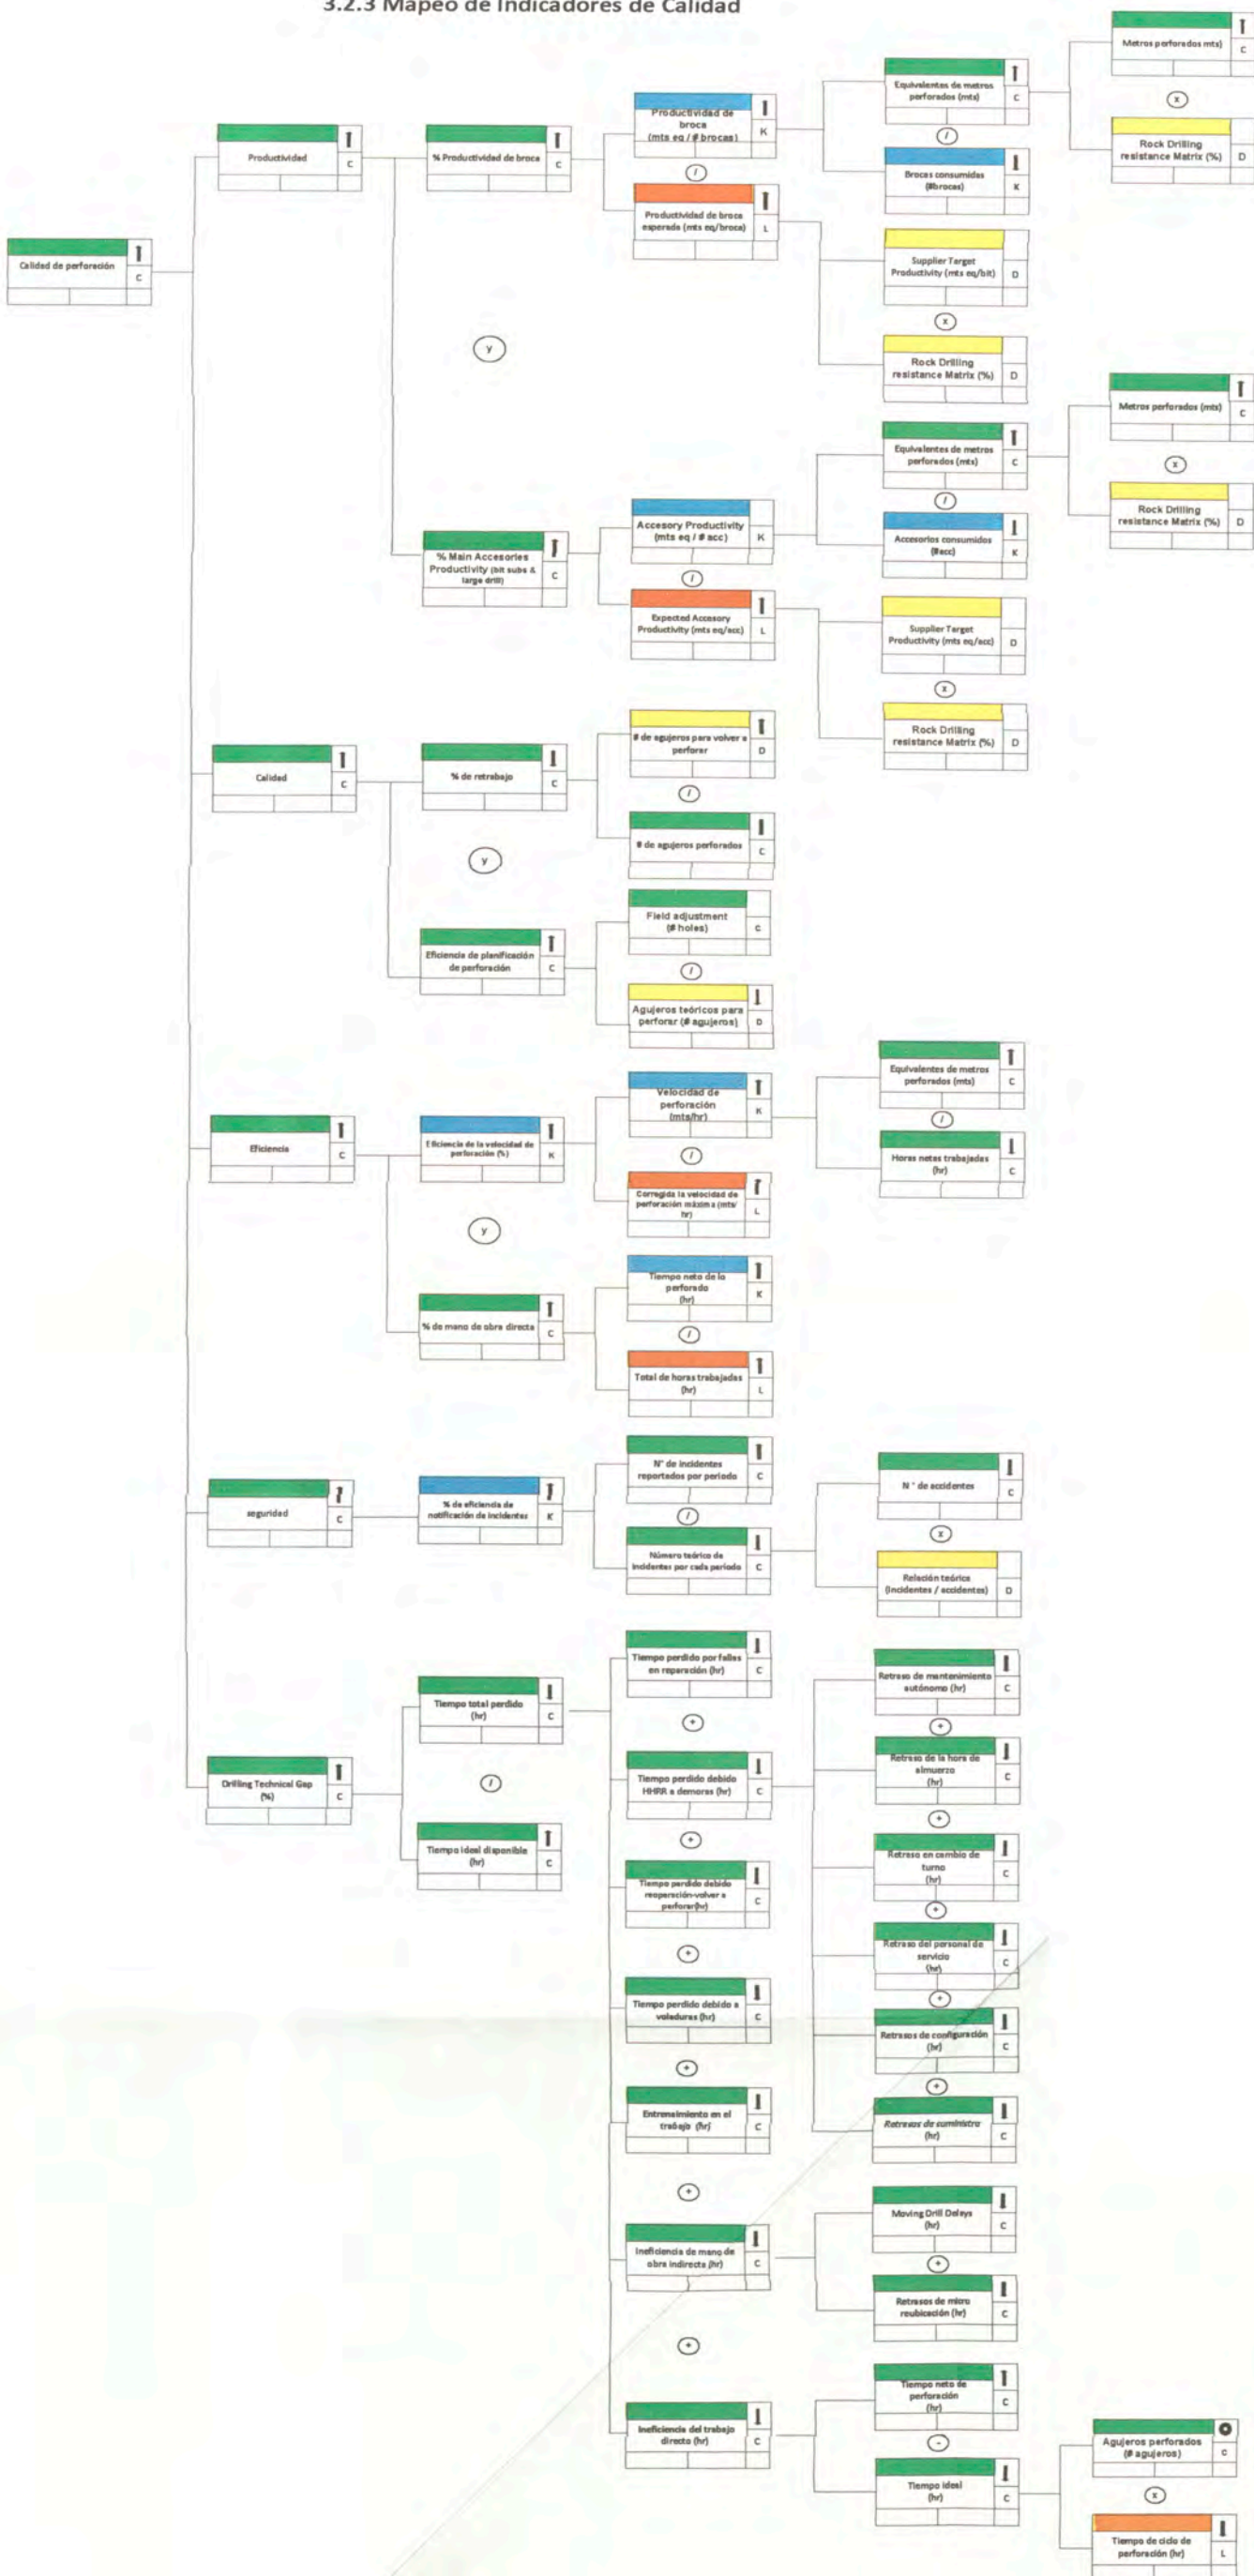 3.2.3 Mapeo de Indicadores de Calidad
Calidad de perforación
C
Productividad
C
% Productividad de broca
C
Productividad de
broca
(mts eq / # brocas)
K
/
Productividad de broca
esperada (mts eq/broca)
L
Equivalentes de metros
perforados (mts)
C
/
Brocas consumidas
(#brocas)
K
Metros perforados mts)
C
x
Rock Drilling
resistance Matrix (%)
D
Supplier Target
Productivity (mts eq/bit)
D
x
Rock Drilling
resistance Matrix (%)
D
y
% Main Accesories
Productivity (bit subs &
large drill)
C
Accesory Productivity
(mts eq / # acc)
K
/
Expected Accesory
Productivity (mts eq/acc)
L
Equivalentes de metros
perforados (mts)
C
/
Accesorios consumidos
(#acc)
K
Metros perforados (mts)
C
x
Rock Drilling
resistance Matrix (%)
D
Supplier Target
Productivity (mts eq/acc)
D
x
Rock Drilling
resistance Matrix (%)
D
Calidad
C
% de retrabajo
C
# de agujeros para volver a
perforar
D
/
# de agujeros perforados
C
y
Eficiencia de planificación
de perforación
C
Field adjustment
(# holes)
C
/
Agujeros teóricos para
perforar (# agujeros)
D
Eficiencia
C
Eficiencia de la velocidad de
perforación (%)
K
Velocidad de
perforación
(mts/hr)
K
/
Corregida la velocidad de
perforación máxima (mts/
hr)
L
Equivalentes de metros
perforados (mts)
C
/
Horas netas trabajadas
(hr)
C
y
% de mano de obra directa
C
Tiempo neto de lo
perforado
(hr)
K
/
Total de horas trabajadas
(hr)
L
seguridad
C
% de eficiencia de
notificación de incidentes
K
N° de incidentes
reportados por periodo
C
/
Número teórico de
incidentes por cada periodo
C
N ° de accidentes
C
x
Relación teórica
(incidentes / accidentes)
D
Drilling Technical Gap
(%)
C
Tiempo total perdido
(hr)
C
/
Tiempo ideal disponible
(hr)
C
Tiempo perdido por fallas
en reparación (hr)
C
+
Tiempo perdido debido
HHRR a demoras (hr)
C
+
Tiempo perdido debido
reoparación-volver a
perforar(hr)
C
+
Tiempo perdido debido a
voladuras (hr)
C
+
Entrenamiento en el
trabajo (hr)
C
+
Ineficiencia de mano de
obra indirecta (hr)
C
+
Ineficiencia del trabajo
directo (hr)
C
Retraso de mantenimiento
autónomo (hr)
C
+
Retraso de la hora de
almuerzo
(hr)
C
+
Retraso en cambio de
turno
(hr)
C
+
Retraso del personal de
servicio
(hr)
C
+
Retrasos de configuración
(hr)
C
+
Retrasos de suministro
(hr)
C
Moving Drill Delays
(hr)
C
+
Retrasos de micro
reubicación (hr)
C
Tiempo neto de
perforación
(hr)
C
-
Tiempo ideal
(hr)
C
Agujeros perforados
(# agujeros)
C
x
Tiempo de ciclo de
perforación (hr)
L